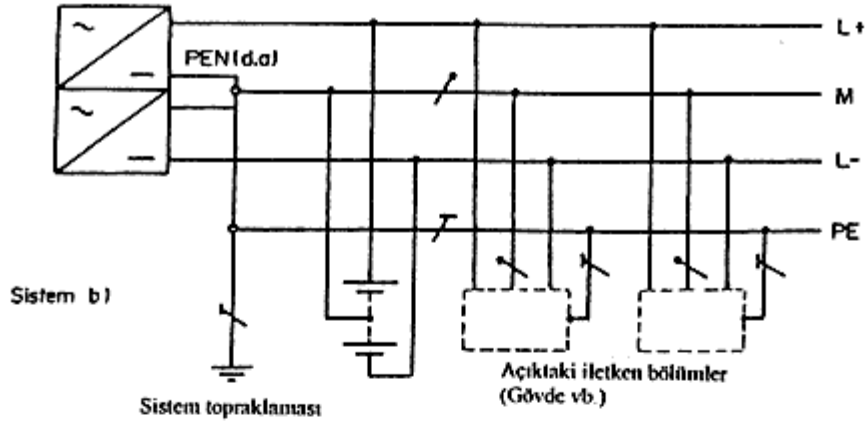 L+
PEN(d.a)
M
L-
PE
Sistem b)
Açıktaki iletken bölümler
(Gövde vb.)
Sistem topraklaması